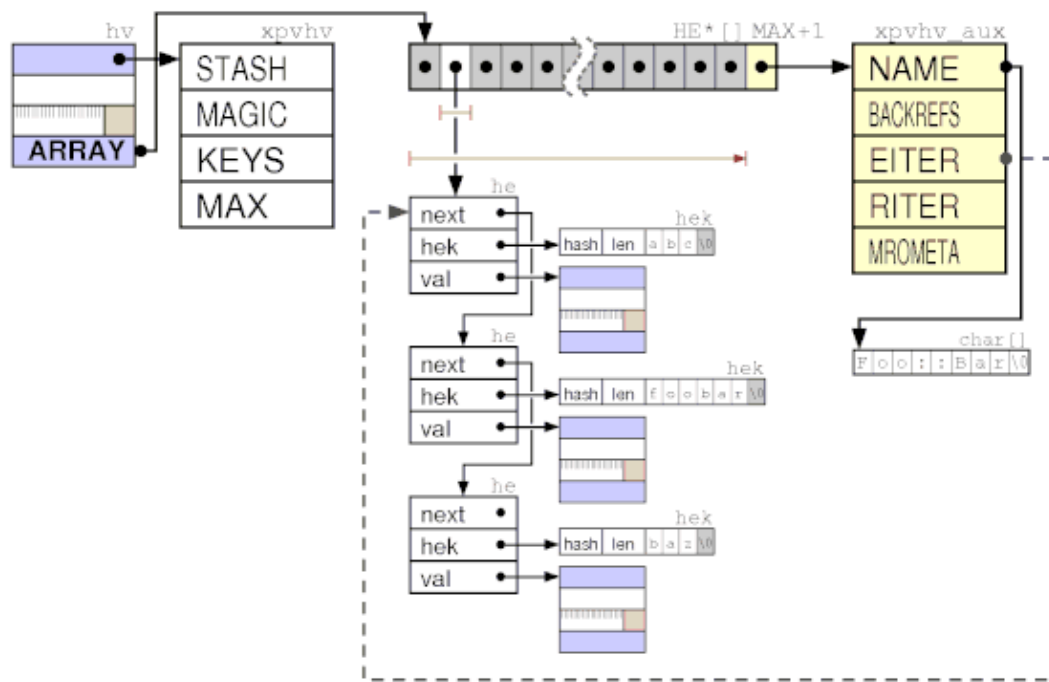 hv
xpvhv
HE*[] MAX+1
xpvhv_aux
STASH
MAGIC
KEYS
MAX
ARRAY
NAME
BACKREFS
EITER
RITER
MROMETA
he
next
hek
val
hek
hash len a b c \0
he
next
hek
val
hek
hash len f o o b a r \0
he
next
hek
val
hek
hash len b a z \0
char[]
F o o : : B a r \0